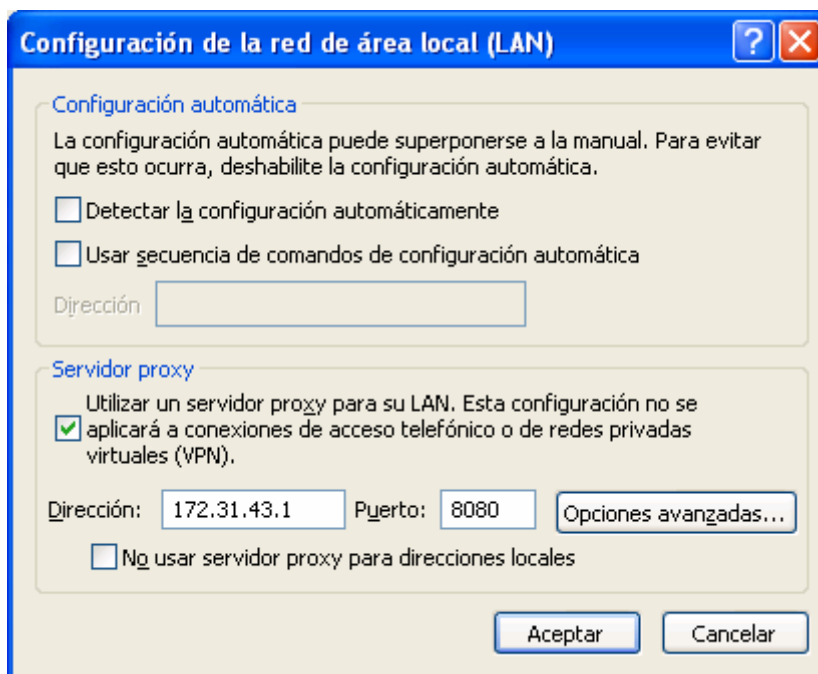 Configuración de la red de área local (LAN)
Configuración automática
La configuración automática puede superponerse a la manual. Para evitar
que esto ocurra, deshabilite la configuración automática.
Detectar la configuración automáticamente
Usar secuencia de comandos de configuración automática
Dirección
Servidor proxy
Utilizar un servidor proxy para su LAN. Esta configuración no se
aplicará a conexiones de acceso telefónico o de redes privadas
virtuales (VPN).
Dirección: 172.31.43.1 Puerto: 8080 Opciones avanzadas...
No usar servidor proxy para direcciones locales
Aceptar Cancelar